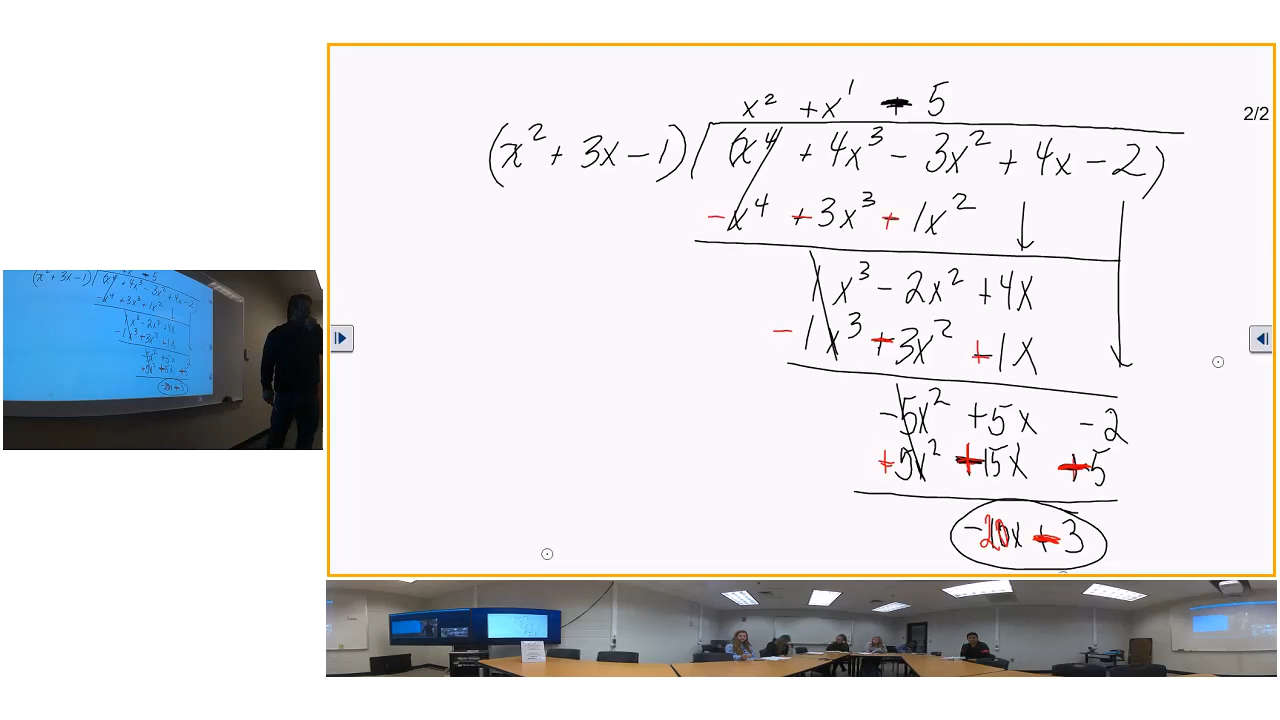 2/2
x² + x¹ - 5
(x² + 3x - 1) (x⁴ + 4x³ - 3x² + 4x - 2)
- x⁴ + 3x³ + 1x²
1x³ - 2x² + 4x
- 1x³ + 3x² + 1x
- 5x² + 5x - 2
+ 5x² + 15x - 5
- 20x - 3